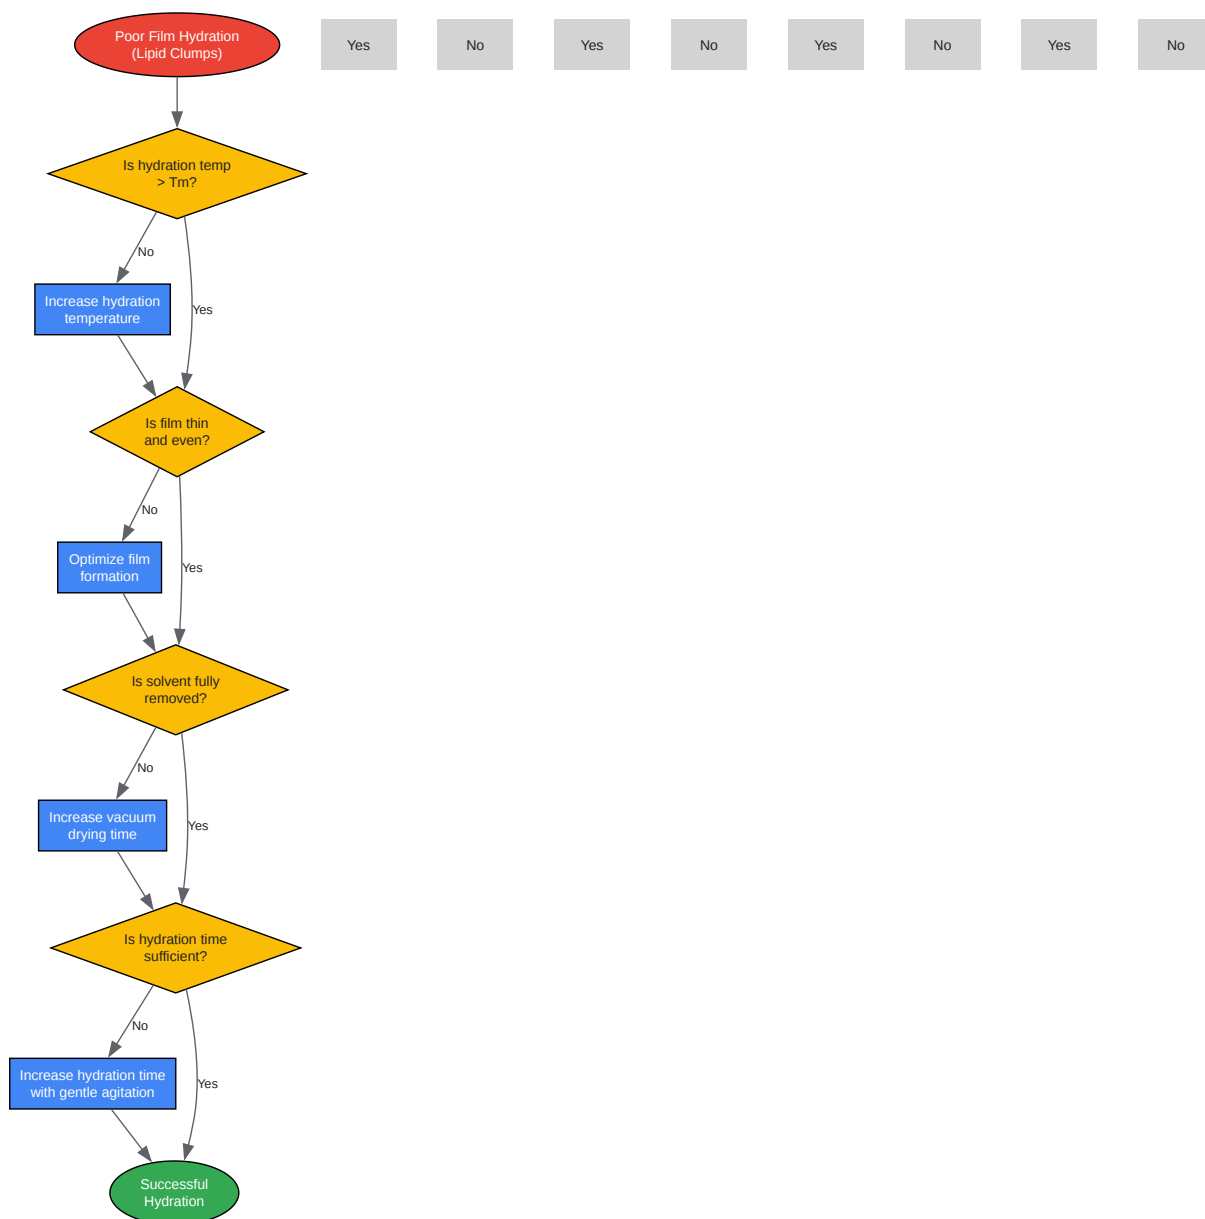 Poor Film Hydration
(Lipid Clumps)
Yes
No
Yes
No
Yes
No
Yes
No
Is hydration temp
> Tm?
No
Increase hydration
temperature
Yes
Is film thin
and even?
No
Optimize film
formation
Yes
Is solvent fully
removed?
No
Increase vacuum
drying time
Yes
Is hydration time
sufficient?
No
Increase hydration time
with gentle agitation
Yes
Successful
Hydration